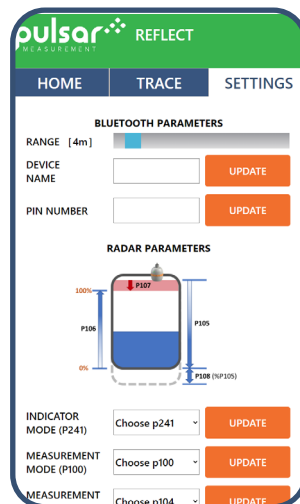 pulsar REFLECT
MEASUREMENT
HOME TRACE SETTINGS
BLUETOOTH PARAMETERS
RANGE [4m]
DEVICE
NAME
UPDATE
PIN NUMBER UPDATE
RADAR PARAMETERS
P107
100%
P106
P105
0%
P108 (%P105)
INDICATOR
MODE (P241)
Choose p241 UPDATE
MEASUREMENT
MODE (P100)
Choose p100 UPDATE
MEASUREMENT
Choose p104 UPDATE